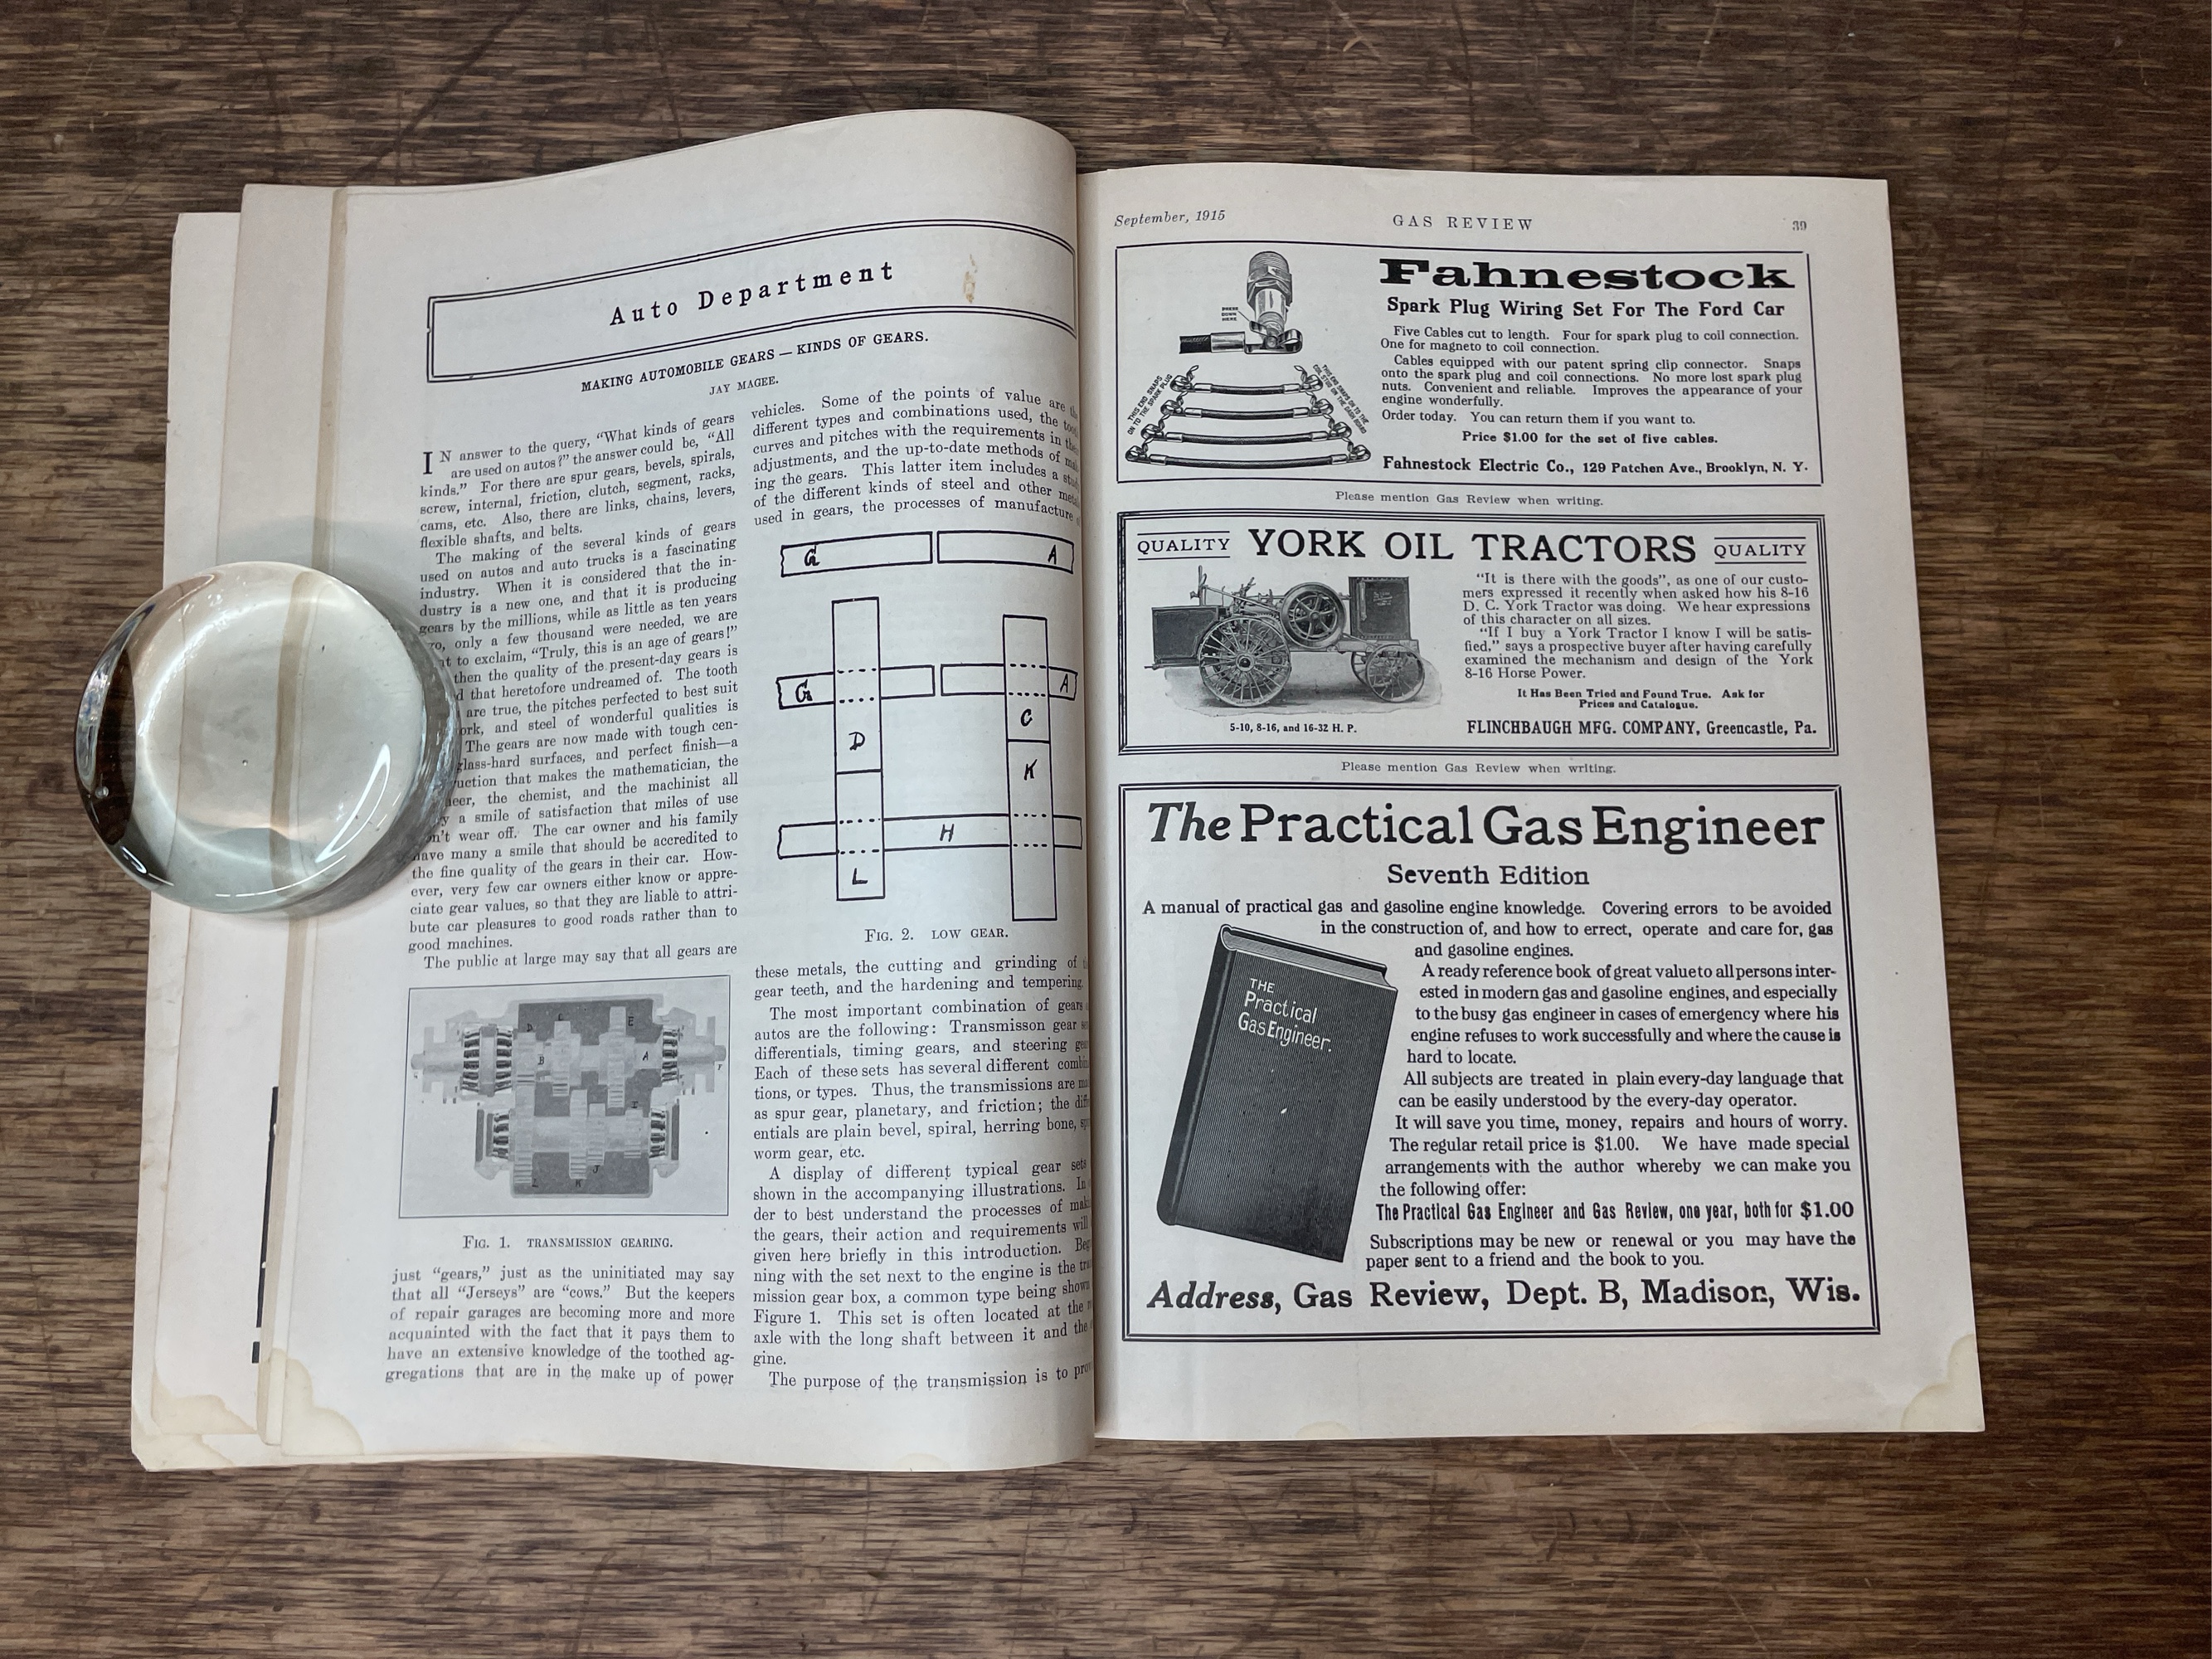 Auto Department
MAKING AUTOMOBILE GEARS — KINDS OF GEARS.
JAY MAGEE.
IN answer to the query, “What kinds of gears
are used on autos?” the answer could be, “All
kinds.” For there are spur gears, bevels, spirals,
screw, internal, friction, clutch, segment, racks,
cams, etc. Also, there are links, chains, levers,
flexible shafts, and belts.
The making of the several kinds of gears
used on autos and auto trucks is a fascinating
industry. When it is considered that the in-
dustry is a new one, and that it is producing
gears by the millions, while as little as ten years
only a few thousand were needed, we are
to exclaim, “Truly, this is an age of gears!”
then the quality of the present-day gears is
that heretofore undreamed of. The tooth
are true, the pitches perfected to best suit
and steel of wonderful qualities is
The gears are now made with tough cen-
glass-hard surfaces, and perfect finish—a
that makes the mathematician, the
the chemist, and the machinist all
a smile of satisfaction that miles of use
wear off. The car owner and his family
have many a smile that should be accredited to
the fine quality of the gears in their car. How-
ever, very few car owners either know or appre-
ciate gear values, so that they are liable to attri-
bute car pleasures to good roads rather than to
good machines.
The public at large may say that all gears are
D
C
E
B
A
F
H
J
K
FIG. 1. TRANSMISSION GEARING.
just “gears,” just as the uninitiated may say
that all “Jerseys” are “cows.” But the keepers
of repair garages are becoming more and more
acquainted with the fact that it pays them to
have an extensive knowledge of the toothed ag-
gregations that are in the make up of power
vehicles. Some of the points of value are
different types and combinations used, the
curves and pitches with the requirements in
adjustments, and the up-to-date methods of
ing the gears. This latter item includes a
of the different kinds of steel and other
used in gears, the processes of manufacture
G A
G A
C
D
K
H
L
FIG. 2. LOW GEAR.
these metals, the cutting and grinding of
gear teeth, and the hardening and tempering.
The most important combination of gears
autos are the following: Transmisson gear
differentials, timing gears, and steering
Each of these sets has several different
tions, or types. Thus, the transmissions are
as spur gear, planetary, and friction; the
entials are plain bevel, spiral, herring bone,
worm gear, etc.
A display of different typical gear sets
shown in the accompanying illustrations. In
der to best understand the processes of
the gears, their action and requirements will
given here briefly in this introduction.
ning with the set next to the engine is the
mission gear box, a common type being shown
Figure 1. This set is often located at the
axle with the long shaft between it and the
gine.
The purpose of the transmission is to
September, 1915 GAS REVIEW 39
PRESS
DOWN
HERE
THIS END SNAPS
ON TO THE SPARK PLUG
THIS END SNAPS ON TO THE
Fahnestock
Spark Plug Wiring Set For The Ford Car
Five Cables cut to length. Four for spark plug to coil connection.
One for magneto to coil connection.
Cables equipped with our patent spring clip connector. Snaps
onto the spark plug and coil connections. No more lost spark plug
nuts. Convenient and reliable. Improves the appearance of your
engine wonderfully.
Order today. You can return them if you want to.
Price $1.00 for the set of five cables.
Fahnestock Electric Co., 129 Patchen Ave., Brooklyn, N. Y.
Please mention Gas Review when writing.
QUALITY YORK OIL TRACTORS QUALITY
“It is there with the goods”, as one of our custo-
mers expressed it recently when asked how his 8-16
D. C. York Tractor was doing. We hear expressions
of this character on all sizes.
“If I buy a York Tractor I know I will be satis-
fied,” says a prospective buyer after having carefully
examined the mechanism and design of the York
8-16 Horse Power.
It Has Been Tried and Found True. Ask for
Prices and Catalogue.
5-10, 8-16, and 16-32 H. P.
FLINCHBAUGH MFG. COMPANY, Greencastle, Pa.
Please mention Gas Review when writing.
The Practical Gas Engineer
Seventh Edition
A manual of practical gas and gasoline engine knowledge. Covering errors to be avoided
in the construction of, and how to errect, operate and care for, gas
and gasoline engines.
A ready reference book of great value to all persons inter-
ested in modern gas and gasoline engines, and especially
to the busy gas engineer in cases of emergency where his
engine refuses to work successfully and where the cause is
hard to locate.
All subjects are treated in plain every-day language that
can be easily understood by the every-day operator.
It will save you time, money, repairs and hours of worry.
The regular retail price is $1.00. We have made special
arrangements with the author whereby we can make you
the following offer:
The Practical Gas Engineer and Gas Review, one year, both for $1.00
Subscriptions may be new or renewal or you may have the
paper sent to a friend and the book to you.
THE
Practical
Gas Engineer.
Address, Gas Review, Dept. B, Madison, Wis.